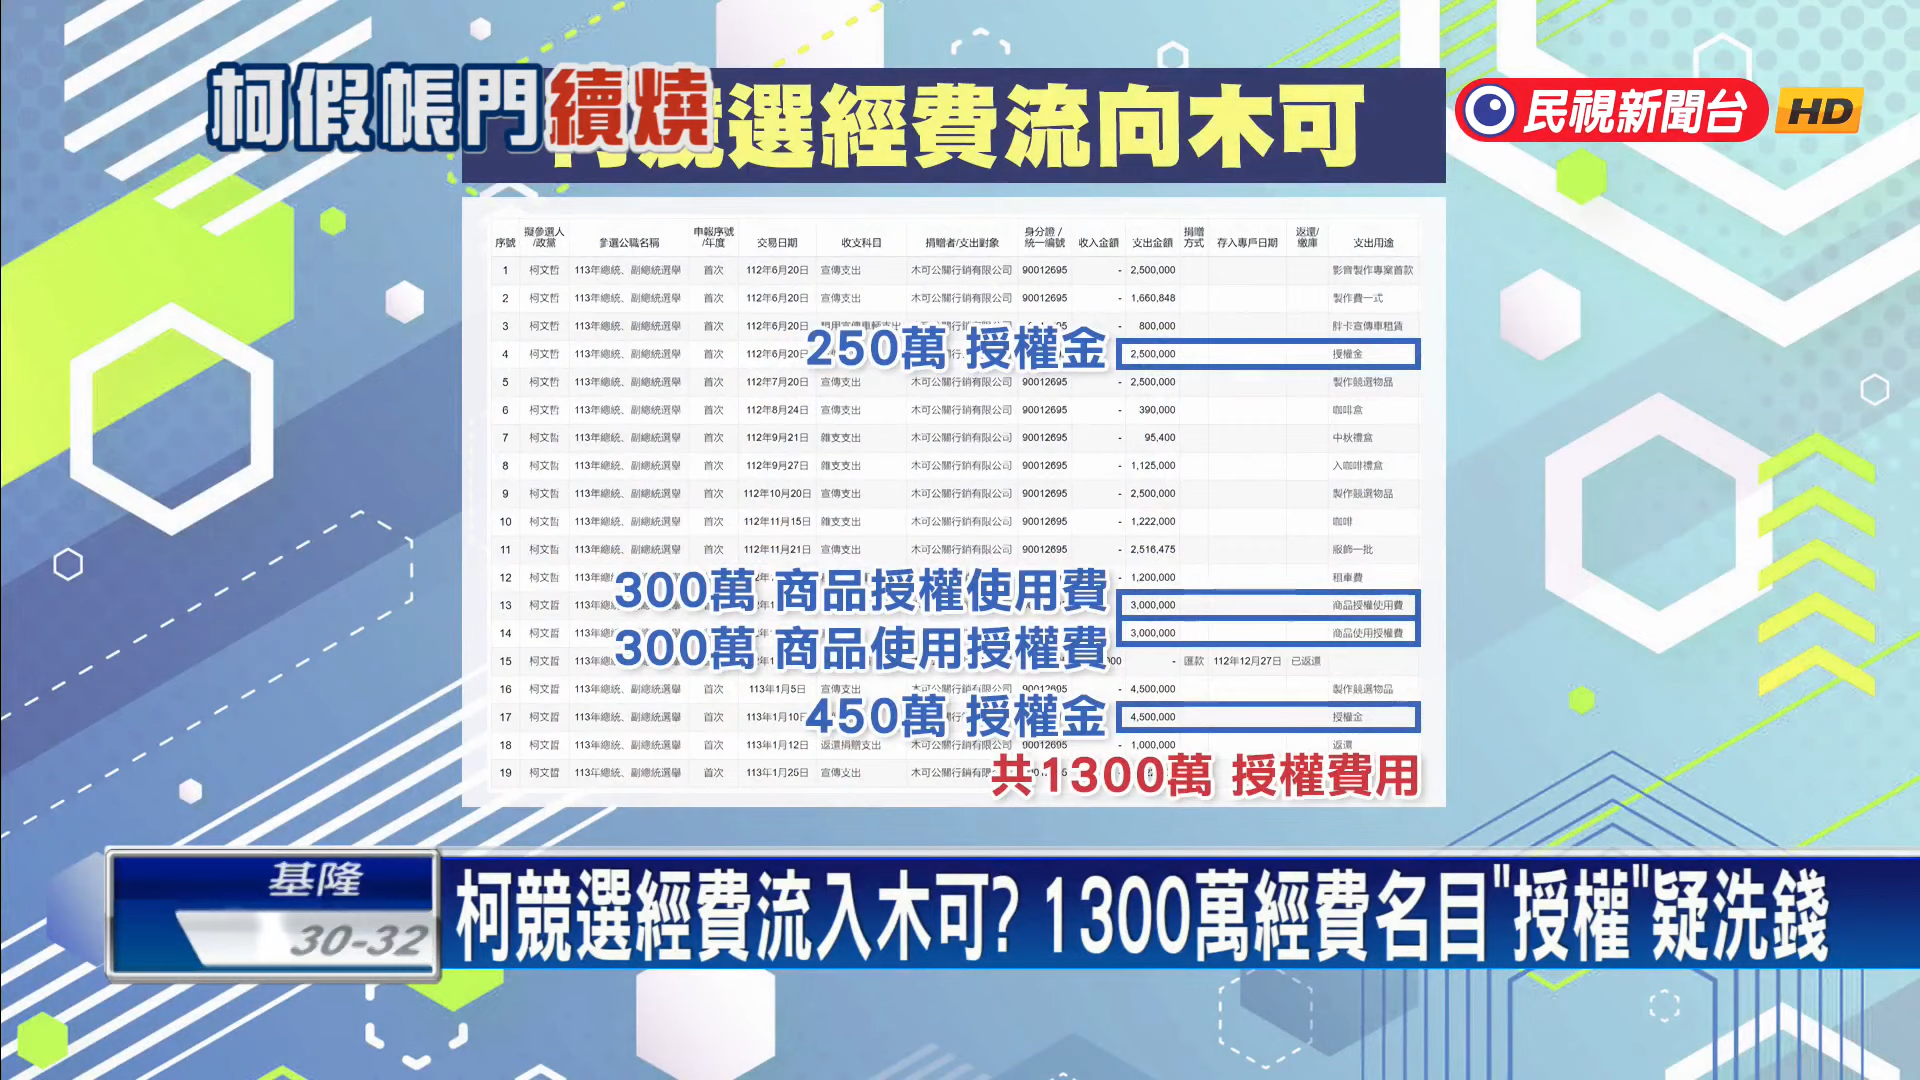 柯假帳門續燒
競選經費流向木可
民視新聞台 HD
序號 擬參選人/政黨 參選公職名稱 申報序號/年度 交易日期 收支科目 捐贈者/支出對象 身分證/統一編號 收入金額 支出金額 捐贈方式 存入專戶日期 返還/繳庫 支出用途
1 柯文哲 113年總統、副總統選舉 首次 112年6月20日 宣傳支出 木可公關行銷有限公司 90012695 - 2,500,000 影音製作專案首款
2 柯文哲 113年總統、副總統選舉 首次 112年6月20日 宣傳支出 木可公關行銷有限公司 90012695 - 1,660,848 製作費一式
3 柯文哲 113年總統、副總統選舉 首次 112年6月20日 - 800,000 胖卡宣傳車租賃
4 柯文哲 113年總統、副總統選舉 首次 112年6月20日 2,500,000 授權金
250萬 授權金
5 柯文哲 113年總統、副總統選舉 首次 112年7月20日 宣傳支出 木可公關行銷有限公司 90012695 - 2,500,000 製作競選物品
6 柯文哲 113年總統、副總統選舉 首次 112年8月24日 宣傳支出 木可公關行銷有限公司 90012695 - 390,000 咖啡盒
7 柯文哲 113年總統、副總統選舉 首次 112年9月21日 雜支支出 木可公關行銷有限公司 90012695 - 95,400 中秋禮盒
8 柯文哲 113年總統、副總統選舉 首次 112年9月27日 雜支支出 木可公關行銷有限公司 90012695 - 1,125,000 入咖啡禮盒
9 柯文哲 113年總統、副總統選舉 首次 112年10月20日 宣傳支出 木可公關行銷有限公司 90012695 - 2,500,000 製作競選物品
10 柯文哲 113年總統、副總統選舉 首次 112年11月15日 雜支支出 木可公關行銷有限公司 90012695 - 1,222,000 咖啡
11 柯文哲 113年總統、副總統選舉 首次 112年11月21日 宣傳支出 木可公關行銷有限公司 90012695 - 2,516,475 服飾一批
12 柯文哲 - 1,200,000 租車費
300萬 商品授權使用費
13 柯文哲 3,000,000 商品授權使用費
14 柯文哲 3,000,000 商品使用授權費
300萬 商品使用授權費
15 柯文哲 - 匯款 112年12月27日 已返還
16 柯文哲 113年總統、副總統選舉 首次 113年1月5日 宣傳支出 木可公關行銷有限公司 90012695 - 4,500,000 製作競選物品
17 柯文哲 113年總統、副總統選舉 首次 113年1月10日 4,500,000 授權金
450萬 授權金
18 柯文哲 113年總統、副總統選舉 首次 113年1月12日 返還捐贈支出 木可公關行銷有限公司 90012695 - 1,000,000 返還
19 柯文哲 113年總統、副總統選舉 首次 113年1月25日 宣傳支出
共1300萬 授權費用
基隆
30-32
柯競選經費流入木可? 1300萬經費名目"授權"疑洗錢